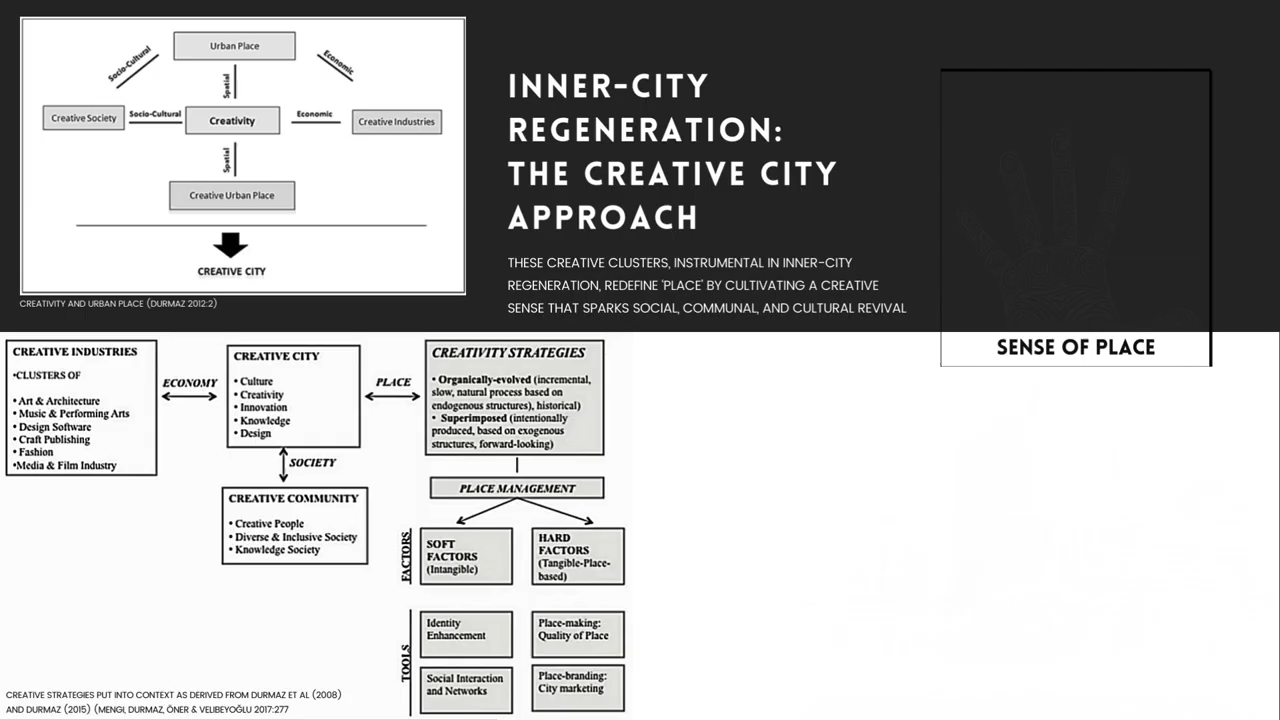 Urban Place
Socio-Cultural
Economic
Spatial
Creative Society
Socio-Cultural
Creativity
Economic
Creative Industries
Spatial
Creative Urban Place
CREATIVE CITY
CREATIVITY AND URBAN PLACE (DURMAZ 2012:2)
INNER-CITY
REGENERATION:
THE CREATIVE CITY
APPROACH
THESE CREATIVE CLUSTERS, INSTRUMENTAL IN INNER-CITY
REGENERATION, REDEFINE 'PLACE' BY CULTIVATING A CREATIVE
SENSE THAT SPARKS SOCIAL, COMMUNAL, AND CULTURAL REVIVAL
SENSE OF PLACE
CREATIVE INDUSTRIES
•CLUSTERS OF
• Art & Architecture
• Music & Performing Arts
• Design Software
• Craft Publishing
• Fashion
•Media & Film Industry
ECONOMY
CREATIVE CITY
• Culture
• Creativity
• Innovation
• Knowledge
• Design
PLACE
CREATIVITY STRATEGIES
• Organically-evolved (incremental,
slow, natural process based on
endogenous structures), historical)
• Superimposed (intentionally
produced, based on exogenous
structures, forward-looking)
SOCIETY
CREATIVE COMMUNITY
• Creative People
• Diverse & Inclusive Society
• Knowledge Society
PLACE MANAGEMENT
FACTORS
SOFT
FACTORS
(Intangible)
HARD
FACTORS
(Tangible-Place-
based)
TOOLS
Identity
Enhancement
Place-making:
Quality of Place
Social Interaction
and Networks
Place-branding:
City marketing
CREATIVE STRATEGIES PUT INTO CONTEXT AS DERIVED FROM DURMAZ ET AL (2008)
AND DURMAZ (2015) (MENGI, DURMAZ, ÖNER & VELIBEYOĞLU 2017:277